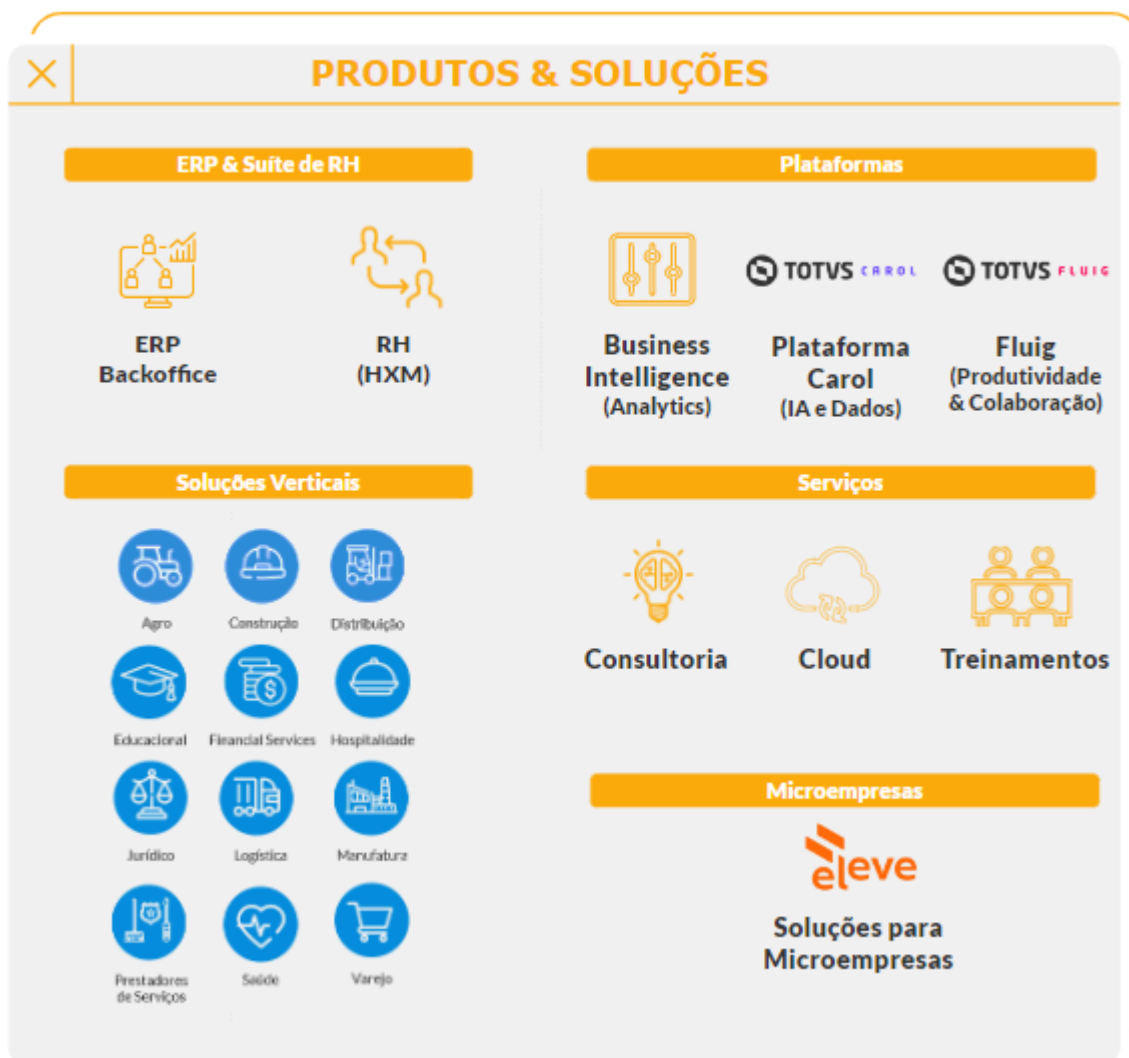 PRODUTOS & SOLUÇÕES
ERP & Suíte de RH
ERP
Backoffice
RH
(HXM)
Plataformas
Business
Intelligence
(Analytics)
TOTVS CAROL
Plataforma
Carol
(IA e Dados)
TOTVS FLUIG
Fluig
(Produtividade
& Colaboração)
Soluções Verticais
Agro
Construção
Distribuição
Educacional
Financial Services
Hospitalidade
Jurídico
Logística
Manufatura
Prestadores
de Serviços
Saúde
Varejo
Serviços
Consultoria
Cloud
Treinamentos
Microempresas
eleve
Soluções para
Microempresas